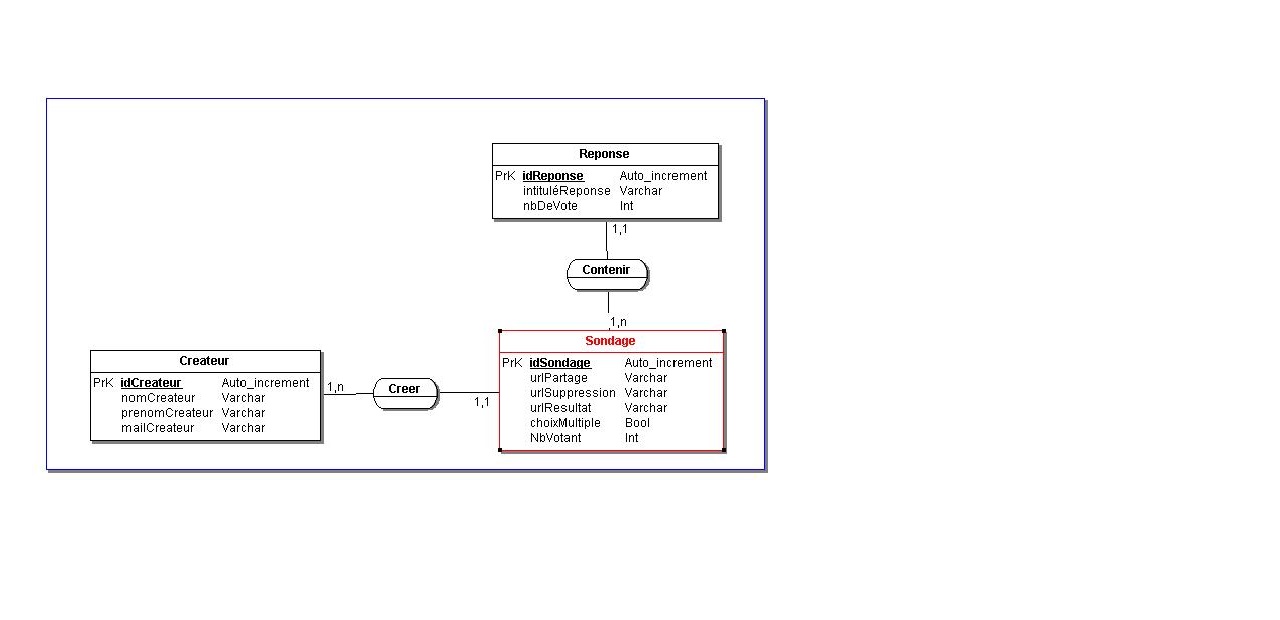 Reponse
PrK idReponse Auto_increment
intituléReponse Varchar
nbDeVote Int
1,1
Contenir
1,n
Sondage
PrK idSondage Auto_increment
urlPartage Varchar
urlSuppression Varchar
urlResultat Varchar
choixMultiple Bool
NbVotant Int
Createur
PrK idCreateur Auto_increment
nomCreateur Varchar
prenomCreateur Varchar
mailCreateur Varchar
1,n
Creer
1,1